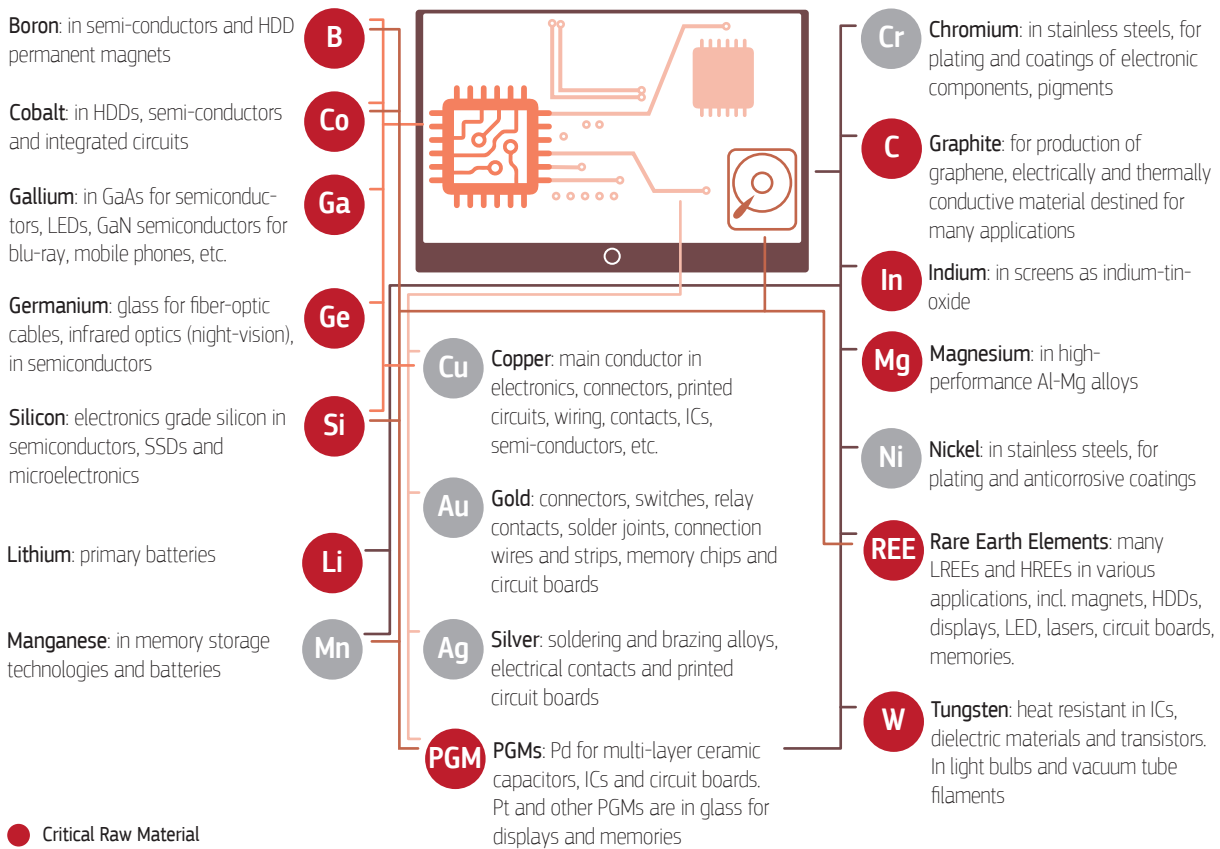 Boron: in semi-conductors and HDD
permanent magnets
B
Cobalt: in HDDs, semi-conductors
and integrated circuits
Co
Gallium: in GaAs for semiconduc-
tors, LEDs, GaN semiconductors for
blu-ray, mobile phones, etc.
Ga
Germanium: glass for fiber-optic
cables, infrared optics (night-vision),
in semiconductors
Ge
Silicon: electronics grade silicon in
semiconductors, SSDs and
microelectronics
Si
Lithium: primary batteries
Li
Manganese: in memory storage
technologies and batteries
Mn
Cu
Copper: main conductor in
electronics, connectors, printed
circuits, wiring, contacts, ICs,
semi-conductors, etc.
Au
Gold: connectors, switches, relay
contacts, solder joints, connection
wires and strips, memory chips and
circuit boards
Ag
Silver: soldering and brazing alloys,
electrical contacts and printed
circuit boards
PGM
PGMs: Pd for multi-layer ceramic
capacitors, ICs and circuit boards.
Pt and other PGMs are in glass for
displays and memories
Cr
Chromium: in stainless steels, for
plating and coatings of electronic
components, pigments
C
Graphite: for production of
graphene, electrically and thermally
conductive material destined for
many applications
In
Indium: in screens as indium-tin-
oxide
Mg
Magnesium: in high-
performance Al-Mg alloys
Ni
Nickel: in stainless steels, for
plating and anticorrosive coatings
REE
Rare Earth Elements: many
LREEs and HREEs in various
applications, incl. magnets, HDDs,
displays, LED, lasers, circuit boards,
memories.
W
Tungsten: heat resistant in ICs,
dielectric materials and transistors.
In light bulbs and vacuum tube
filaments
Critical Raw Material